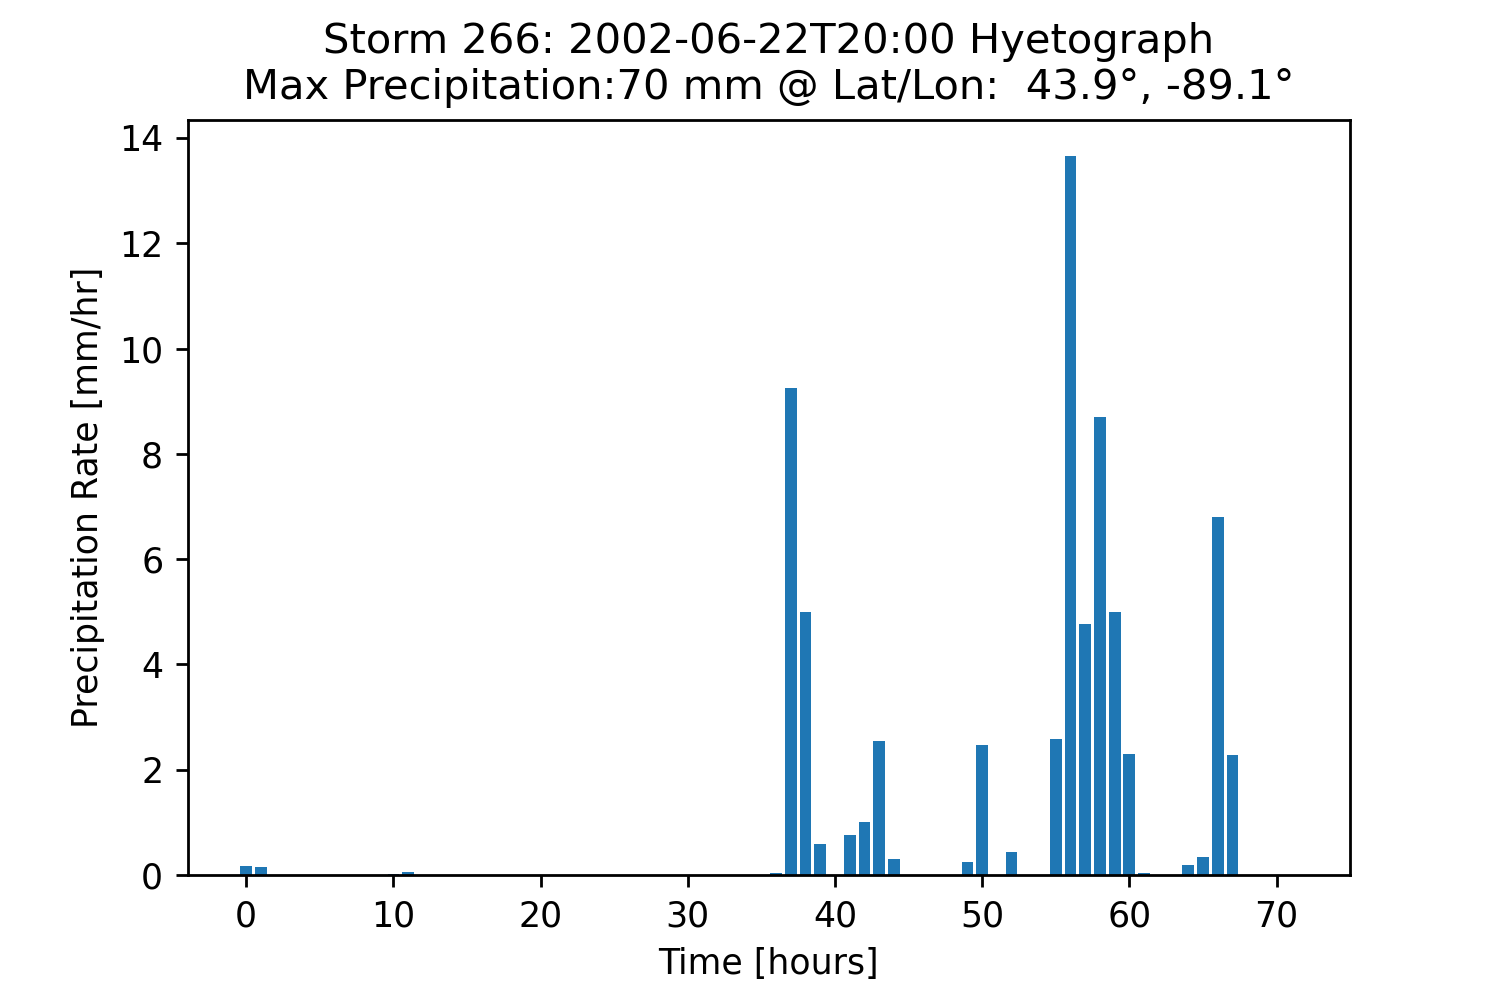 Storm 266: 2002-06-22T20:00 Hyetograph
Max Precipitation:70 mm @ Lat/Lon:  43.9°, -89.1°
14
12
10
8
6
4
2
0
Precipitation Rate [mm/hr]
0 10 20 30 40 50 60 70
Time [hours]